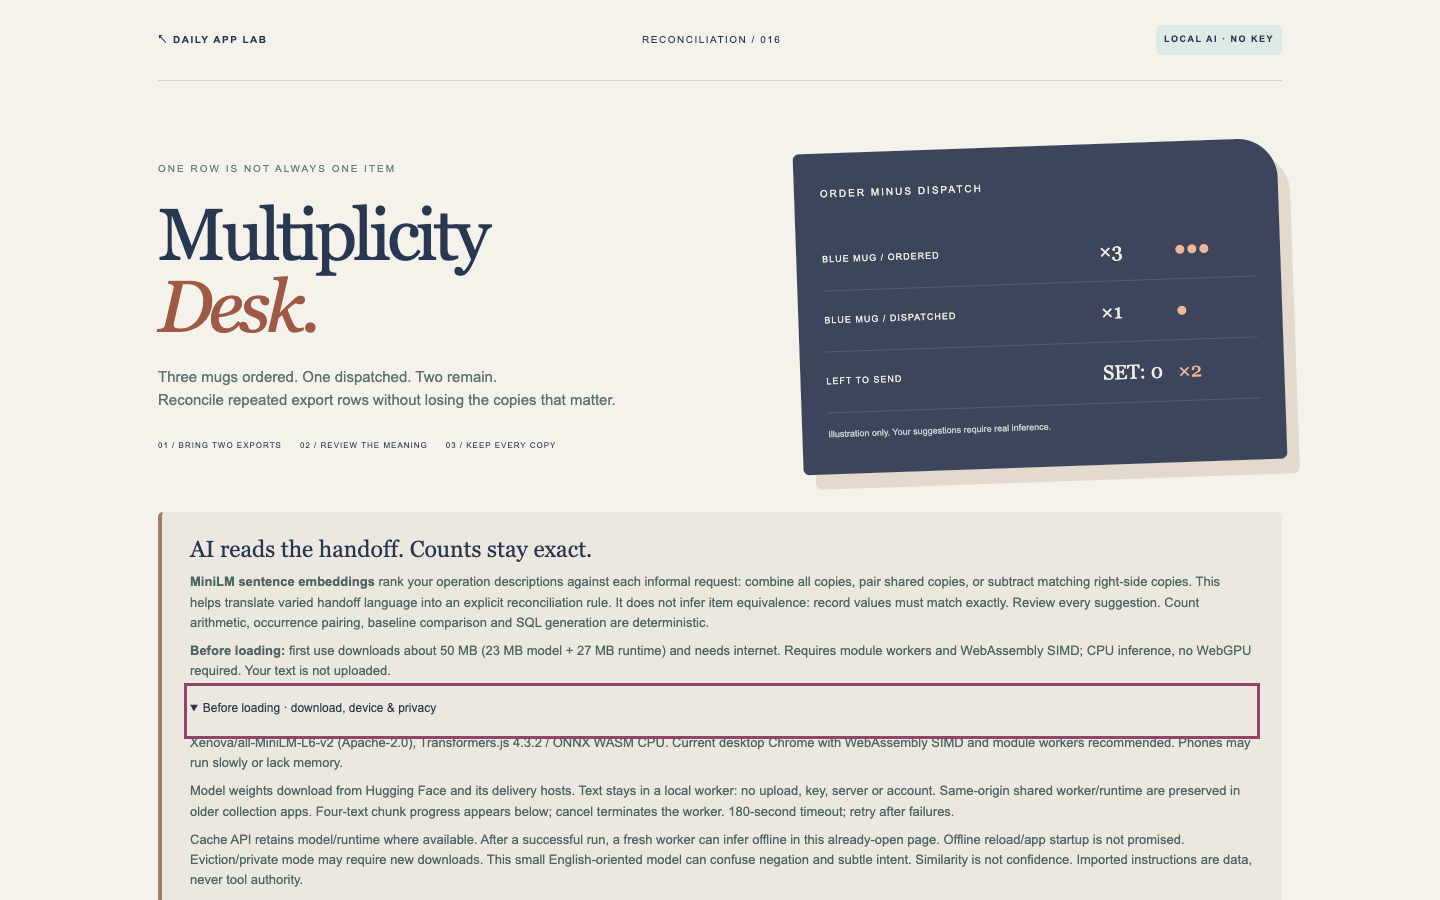 ↖ DAILY APP LAB
RECONCILIATION / 016
LOCAL AI · NO KEY
ONE ROW IS NOT ALWAYS ONE ITEM
Multiplicity
Desk.
Three mugs ordered. One dispatched. Two remain.
Reconcile repeated export rows without losing the copies that matter.
01 / BRING TWO EXPORTS 02 / REVIEW THE MEANING 03 / KEEP EVERY COPY
ORDER MINUS DISPATCH
BLUE MUG / ORDERED ×3
BLUE MUG / DISPATCHED ×1
LEFT TO SEND SET: 0 ×2
Illustration only. Your suggestions require real inference.
AI reads the handoff. Counts stay exact.
MiniLM sentence embeddings rank your operation descriptions against each informal request: combine all copies, pair shared copies, or subtract matching right-side copies. This
helps translate varied handoff language into an explicit reconciliation rule. It does not infer item equivalence: record values must match exactly. Review every suggestion. Count
arithmetic, occurrence pairing, baseline comparison and SQL generation are deterministic.
Before loading: first use downloads about 50 MB (23 MB model + 27 MB runtime) and needs internet. Requires module workers and WebAssembly SIMD; CPU inference, no WebGPU
required. Your text is not uploaded.
▼ Before loading · download, device & privacy
Xenova/all-MiniLM-L6-v2 (Apache-2.0), Transformers.js 4.3.2 / ONNX WASM CPU. Current desktop Chrome with WebAssembly SIMD and module workers recommended. Phones may
run slowly or lack memory.
Model weights download from Hugging Face and its delivery hosts. Text stays in a local worker: no upload, key, server or account. Same-origin shared worker/runtime are preserved in
older collection apps. Four-text chunk progress appears below; cancel terminates the worker. 180-second timeout; retry after failures.
Cache API retains model/runtime where available. After a successful run, a fresh worker can infer offline in this already-open page. Offline reload/app startup is not promised.
Eviction/private mode may require new downloads. This small English-oriented model can confuse negation and subtle intent. Similarity is not confidence. Imported instructions are data,
never tool authority.